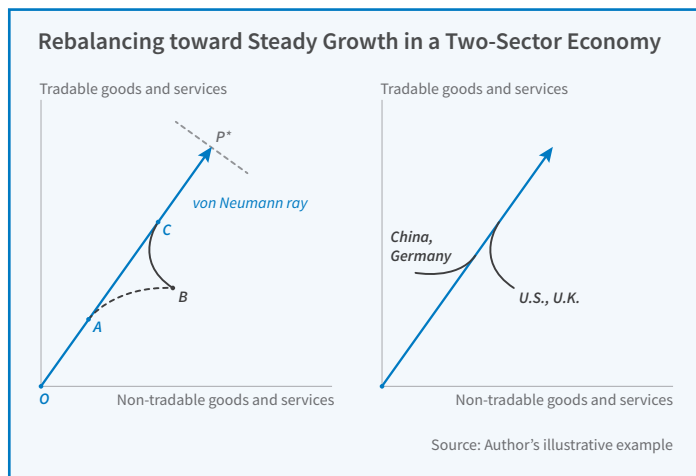 Rebalancing toward Steady Growth in a Two-Sector Economy
Tradable goods and services
P*
von Neumann ray
C
B
A
O
Non-tradable goods and services
Tradable goods and services
China,
Germany
U.S., U.K.
Non-tradable goods and services
Source: Author’s illustrative example